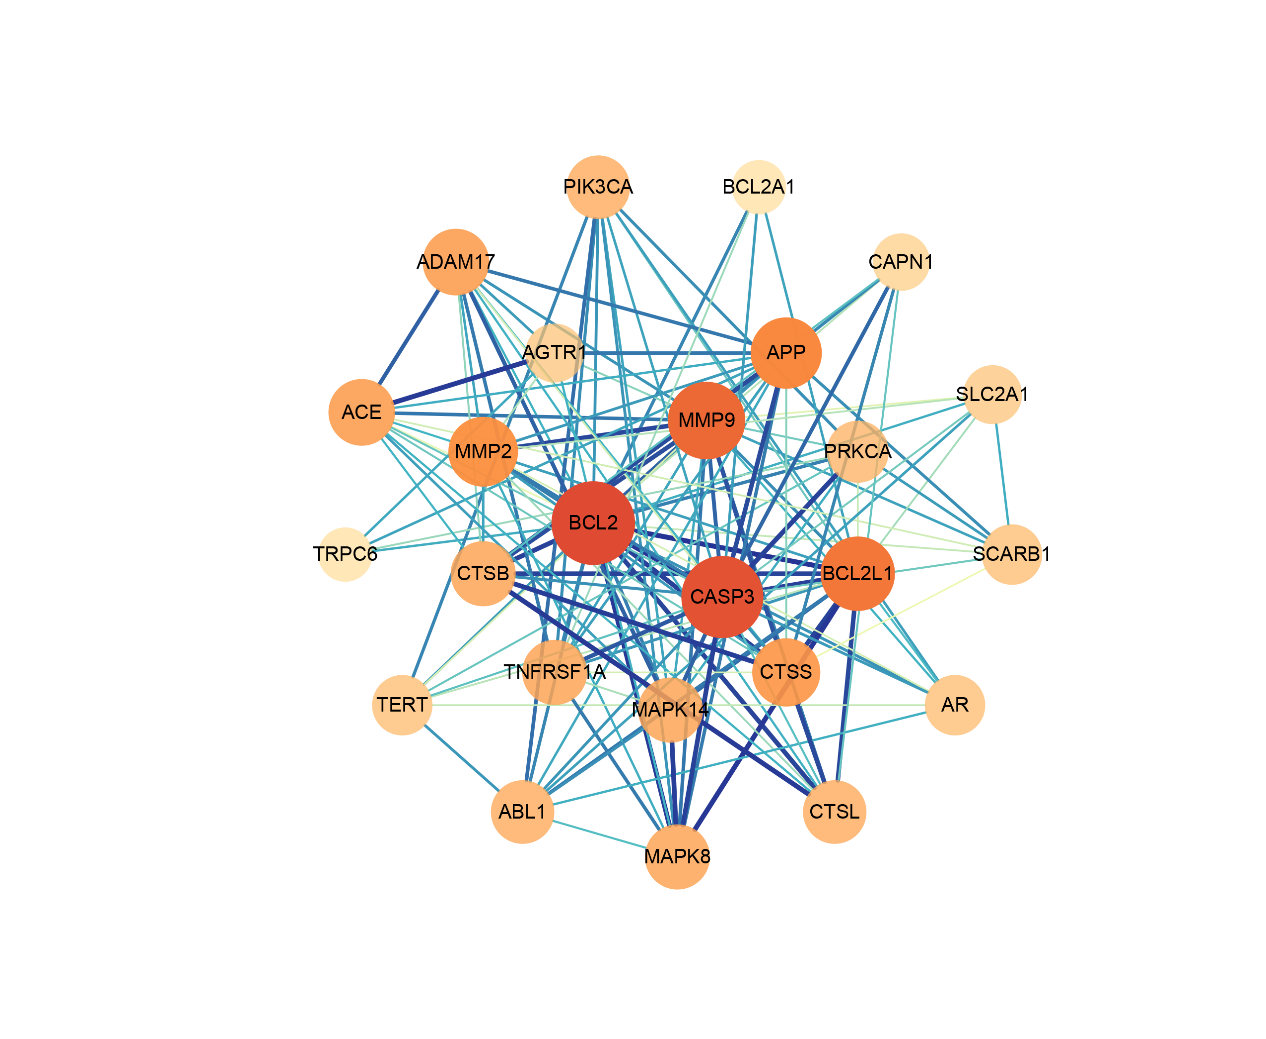 PIK3CA
BCL2A1
ADAM17
CAPN1
AGTR1
APP
SLC2A1
ACE
MMP9
MMP2
PRKCA
BCL2
TRPC6
SCARB1
CTSB
BCL2L1
CASP3
TNFRSF1A
CTSS
TERT
MAPK14
AR
ABL1
CTSL
MAPK8